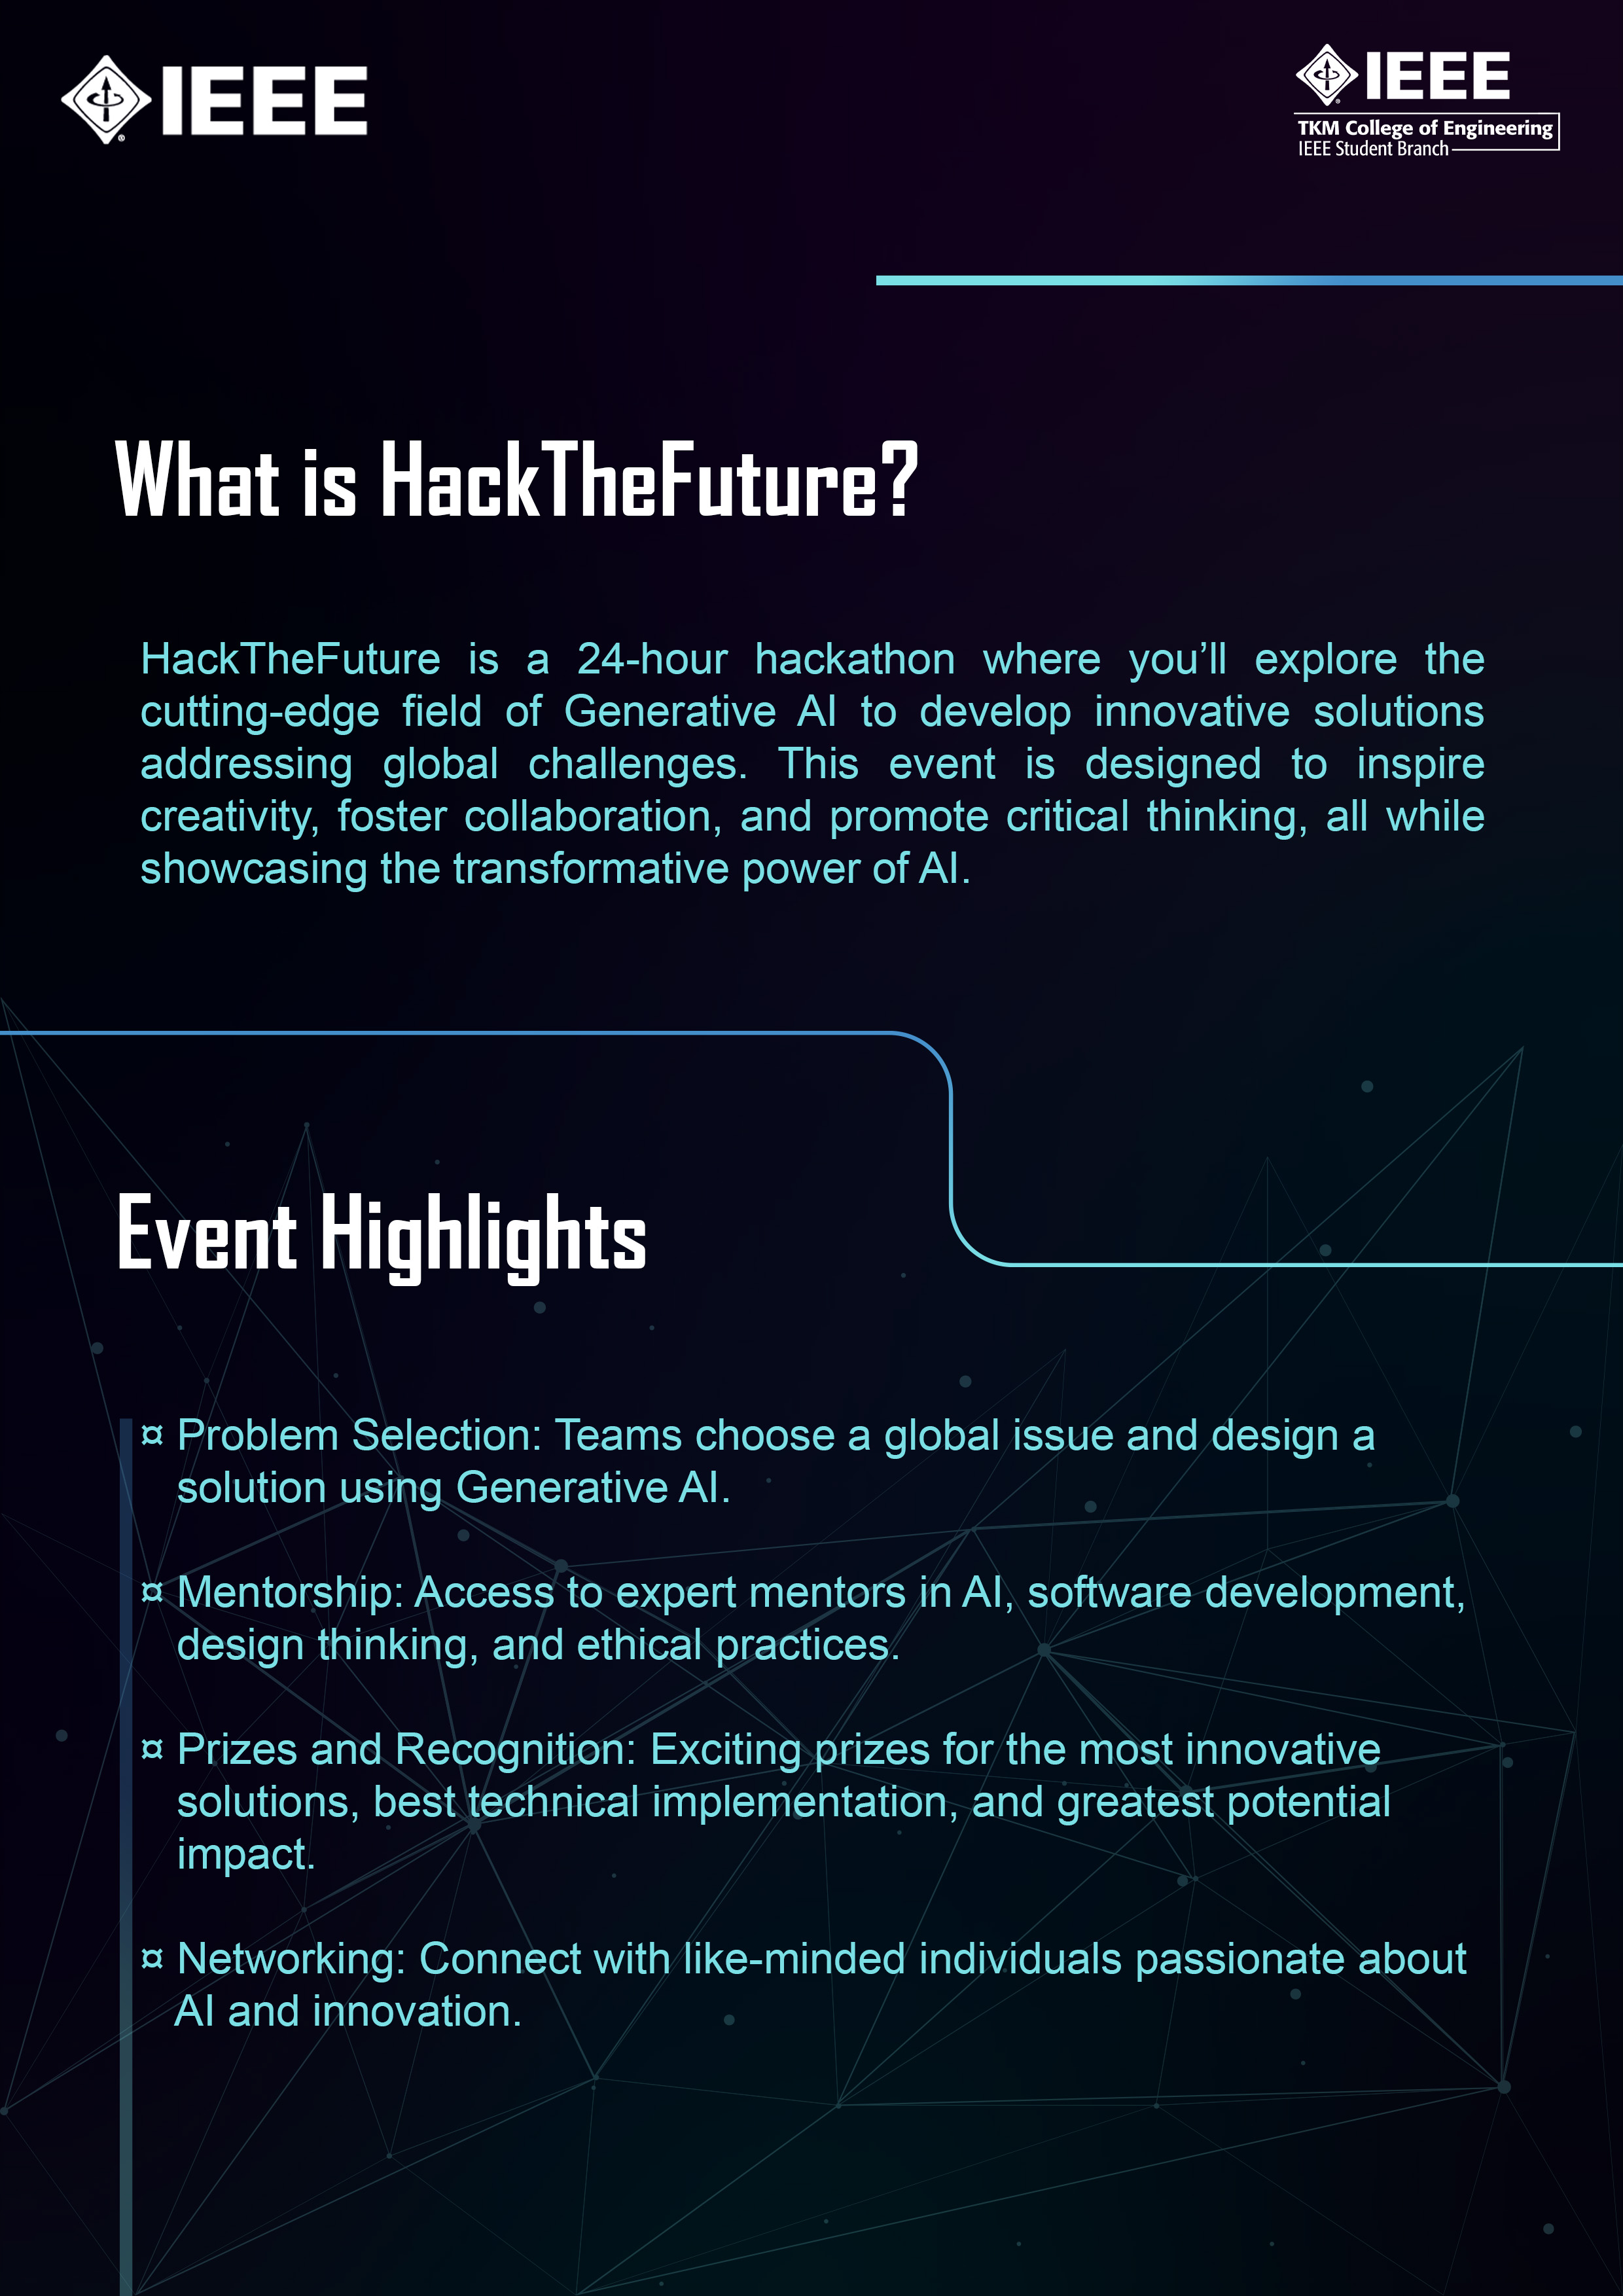 IEEE
IEEE
TKM College of Engineering
IEEE Student Branch
What is HackTheFuture?
HackTheFuture is a 24-hour hackathon where you’ll explore the
cutting-edge field of Generative AI to develop innovative solutions
addressing global challenges. This event is designed to inspire
creativity, foster collaboration, and promote critical thinking, all while
showcasing the transformative power of AI.
Event Highlights
¤ Problem Selection: Teams choose a global issue and design a
solution using Generative AI.
¤ Mentorship: Access to expert mentors in AI, software development,
design thinking, and ethical practices.
¤ Prizes and Recognition: Exciting prizes for the most innovative
solutions, best technical implementation, and greatest potential
impact.
¤ Networking: Connect with like-minded individuals passionate about
AI and innovation.